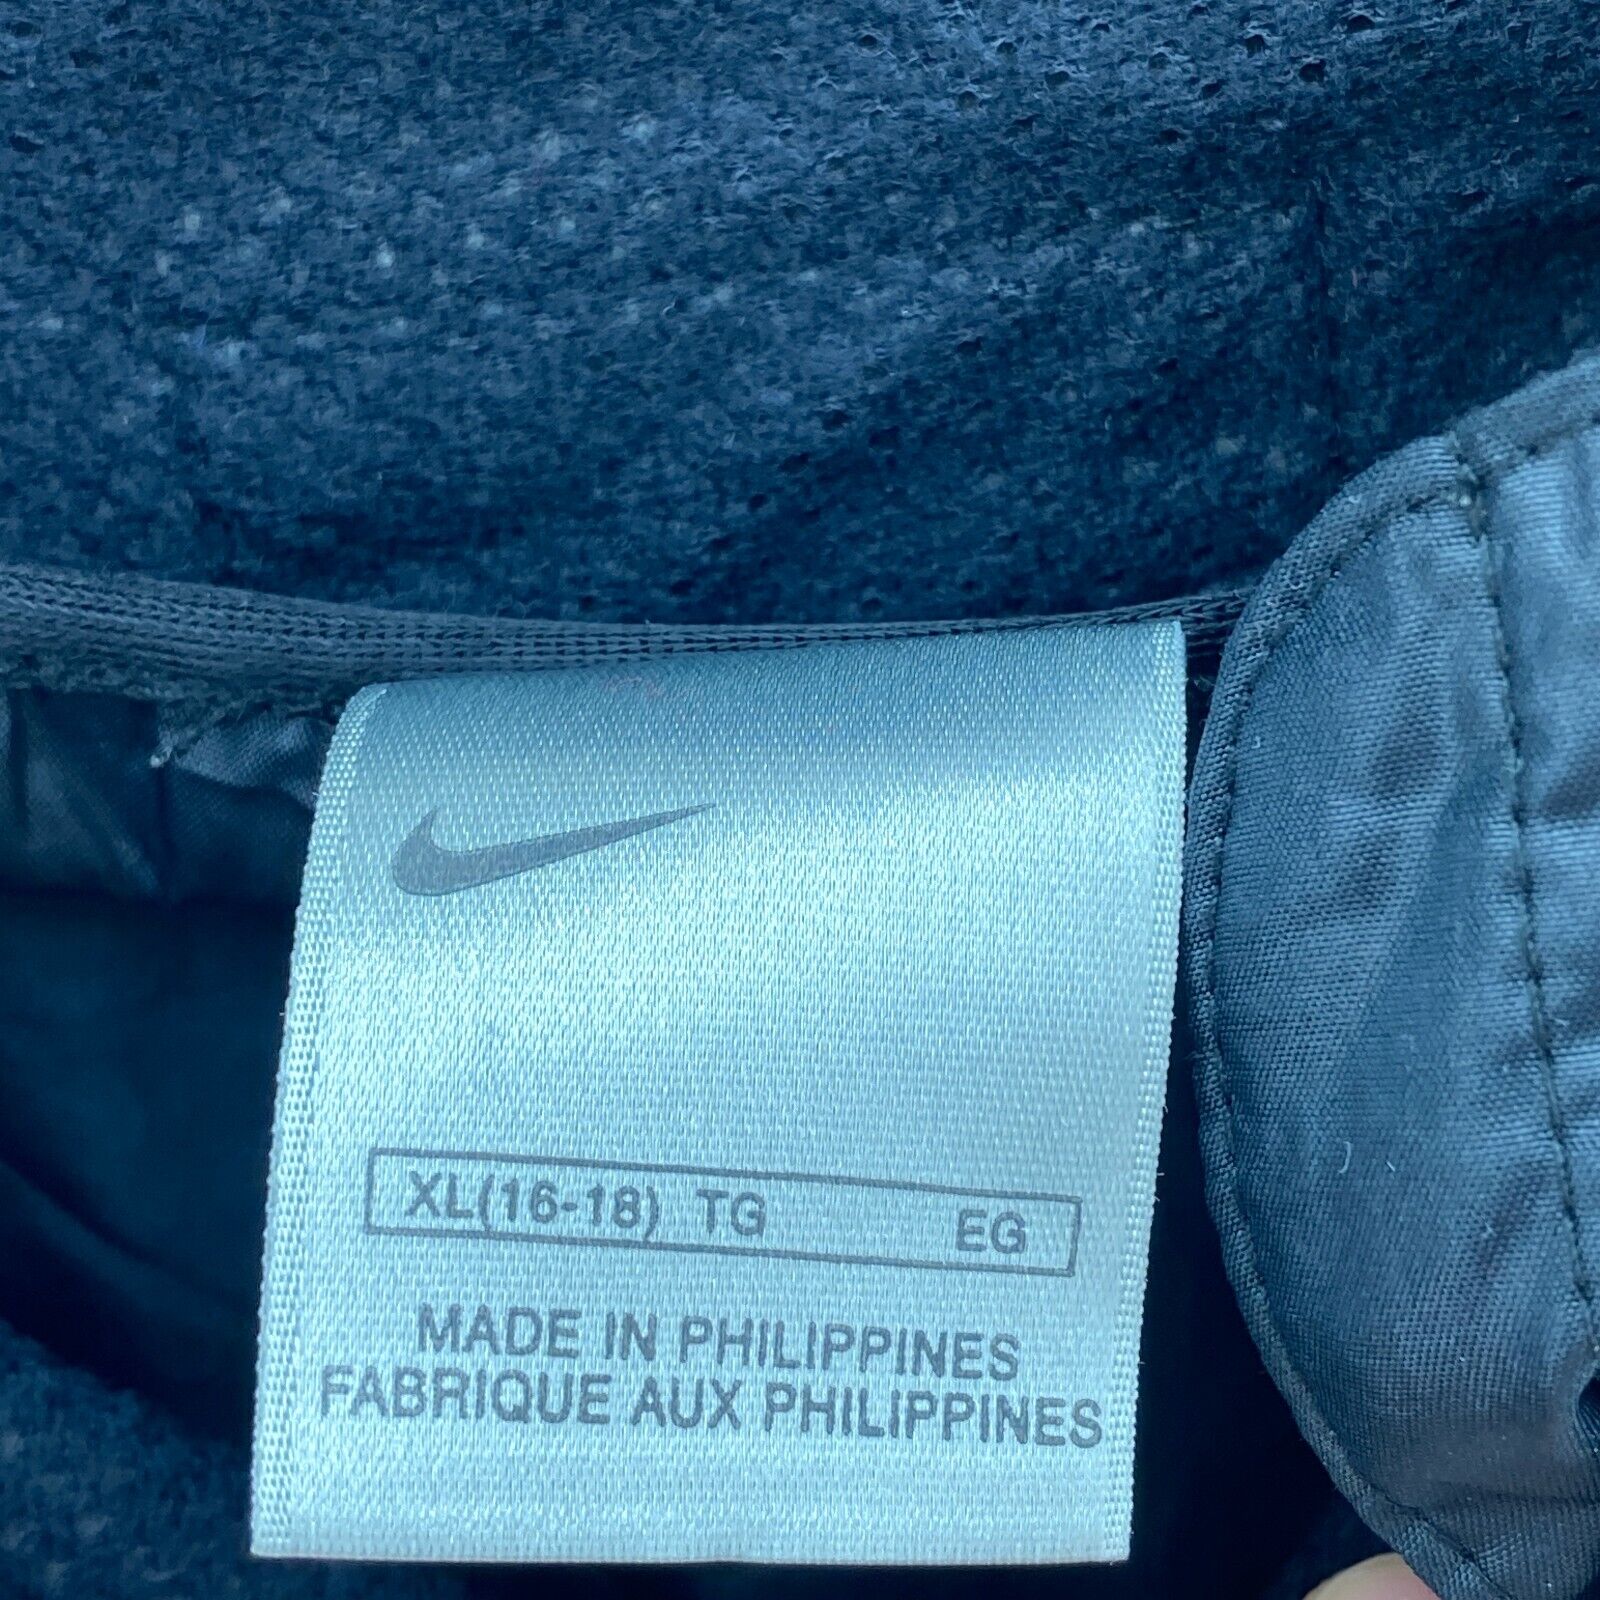 XL(16-18) TG EG
MADE IN PHILIPPINES
FABRIQUE AUX PHILIPPINES